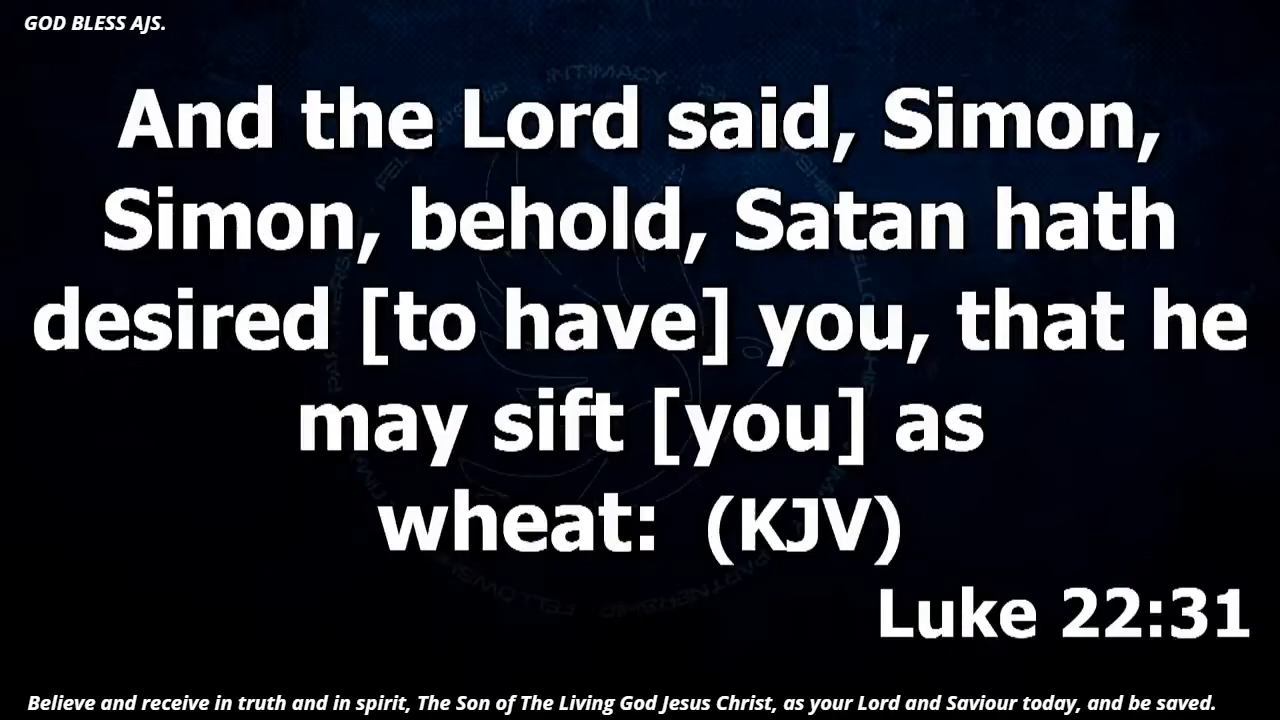 GOD BLESS AJS.
And the Lord said, Simon,
Simon, behold, Satan hath
desired [to have] you, that he
may sift [you] as
wheat: (KJV)
Luke 22:31
Believe and receive in truth and in spirit, The Son of The Living God Jesus Christ, as your Lord and Saviour today, and be saved.